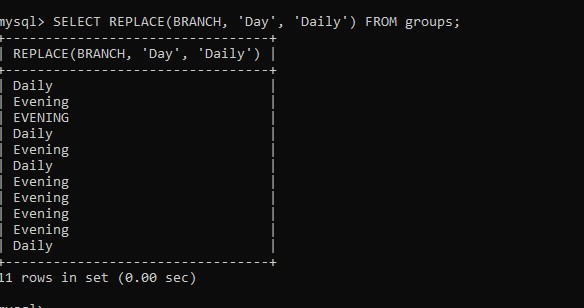 mysql> SELECT REPLACE(BRANCH, 'Day', 'Daily') FROM groups;
+---------------------------------+
| REPLACE(BRANCH, 'Day', 'Daily') |
+---------------------------------+
| Daily                           |
| Evening                         |
| EVENING                         |
| Daily                           |
| Evening                         |
| Daily                           |
| Evening                         |
| Evening                         |
| Evening                         |
| Evening                         |
| Daily                           |
+---------------------------------+
11 rows in set (0.00 sec)
mysql>